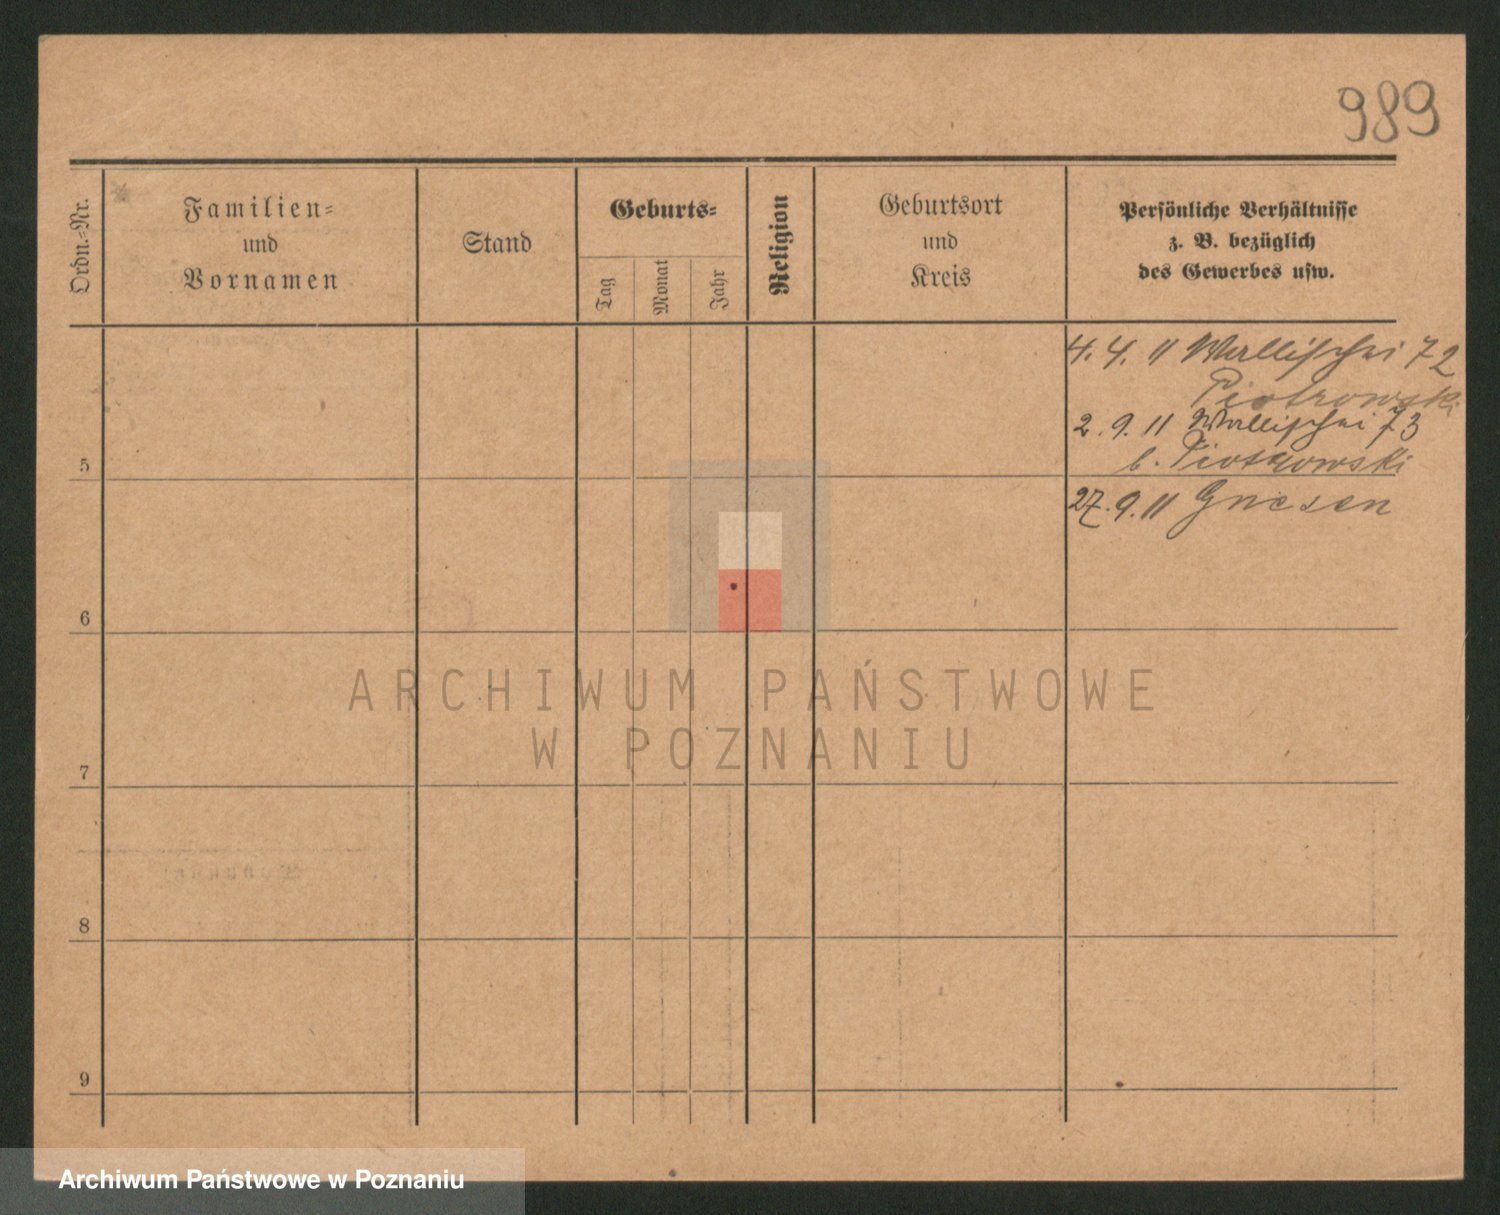 989
Ordn.-Nr.
Familien-
und
Vornamen
Stand
Geburts-
Tag
Monat
Jahr
Religion
Geburtsort
und
Kreis
Persönliche Verhältnisse
z. B. bezüglich
des Gewerbes usw.
4. 4. 11 Wallischei 72
Piotrowski
2. 9. 11 Wallischei 73
b. Piotrowski
27. 9. 11 Gnesen
5
6
7
8
9
ARCHIWUM PAŃSTWOWE
W POZNANIU
Archiwum Państwowe w Poznaniu